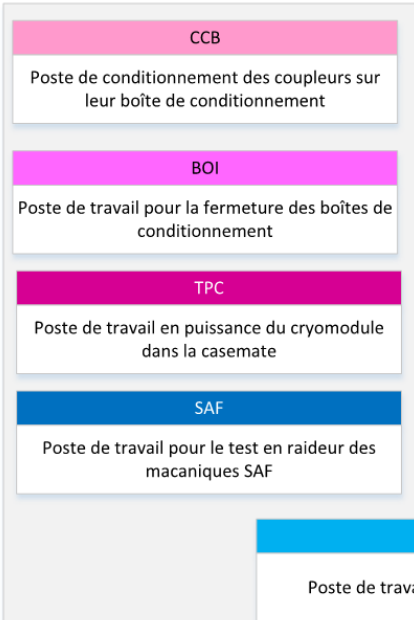 CCB
Poste de conditionnement des coupleurs sur
leur boîte de conditionnement
BOI
Poste de travail pour la fermeture des boîtes de
conditionnement
TPC
Poste de travail en puissance du cryomodule
dans la casemate
SAF
Poste de travail pour le test en raideur des
macaniques SAF
Poste de